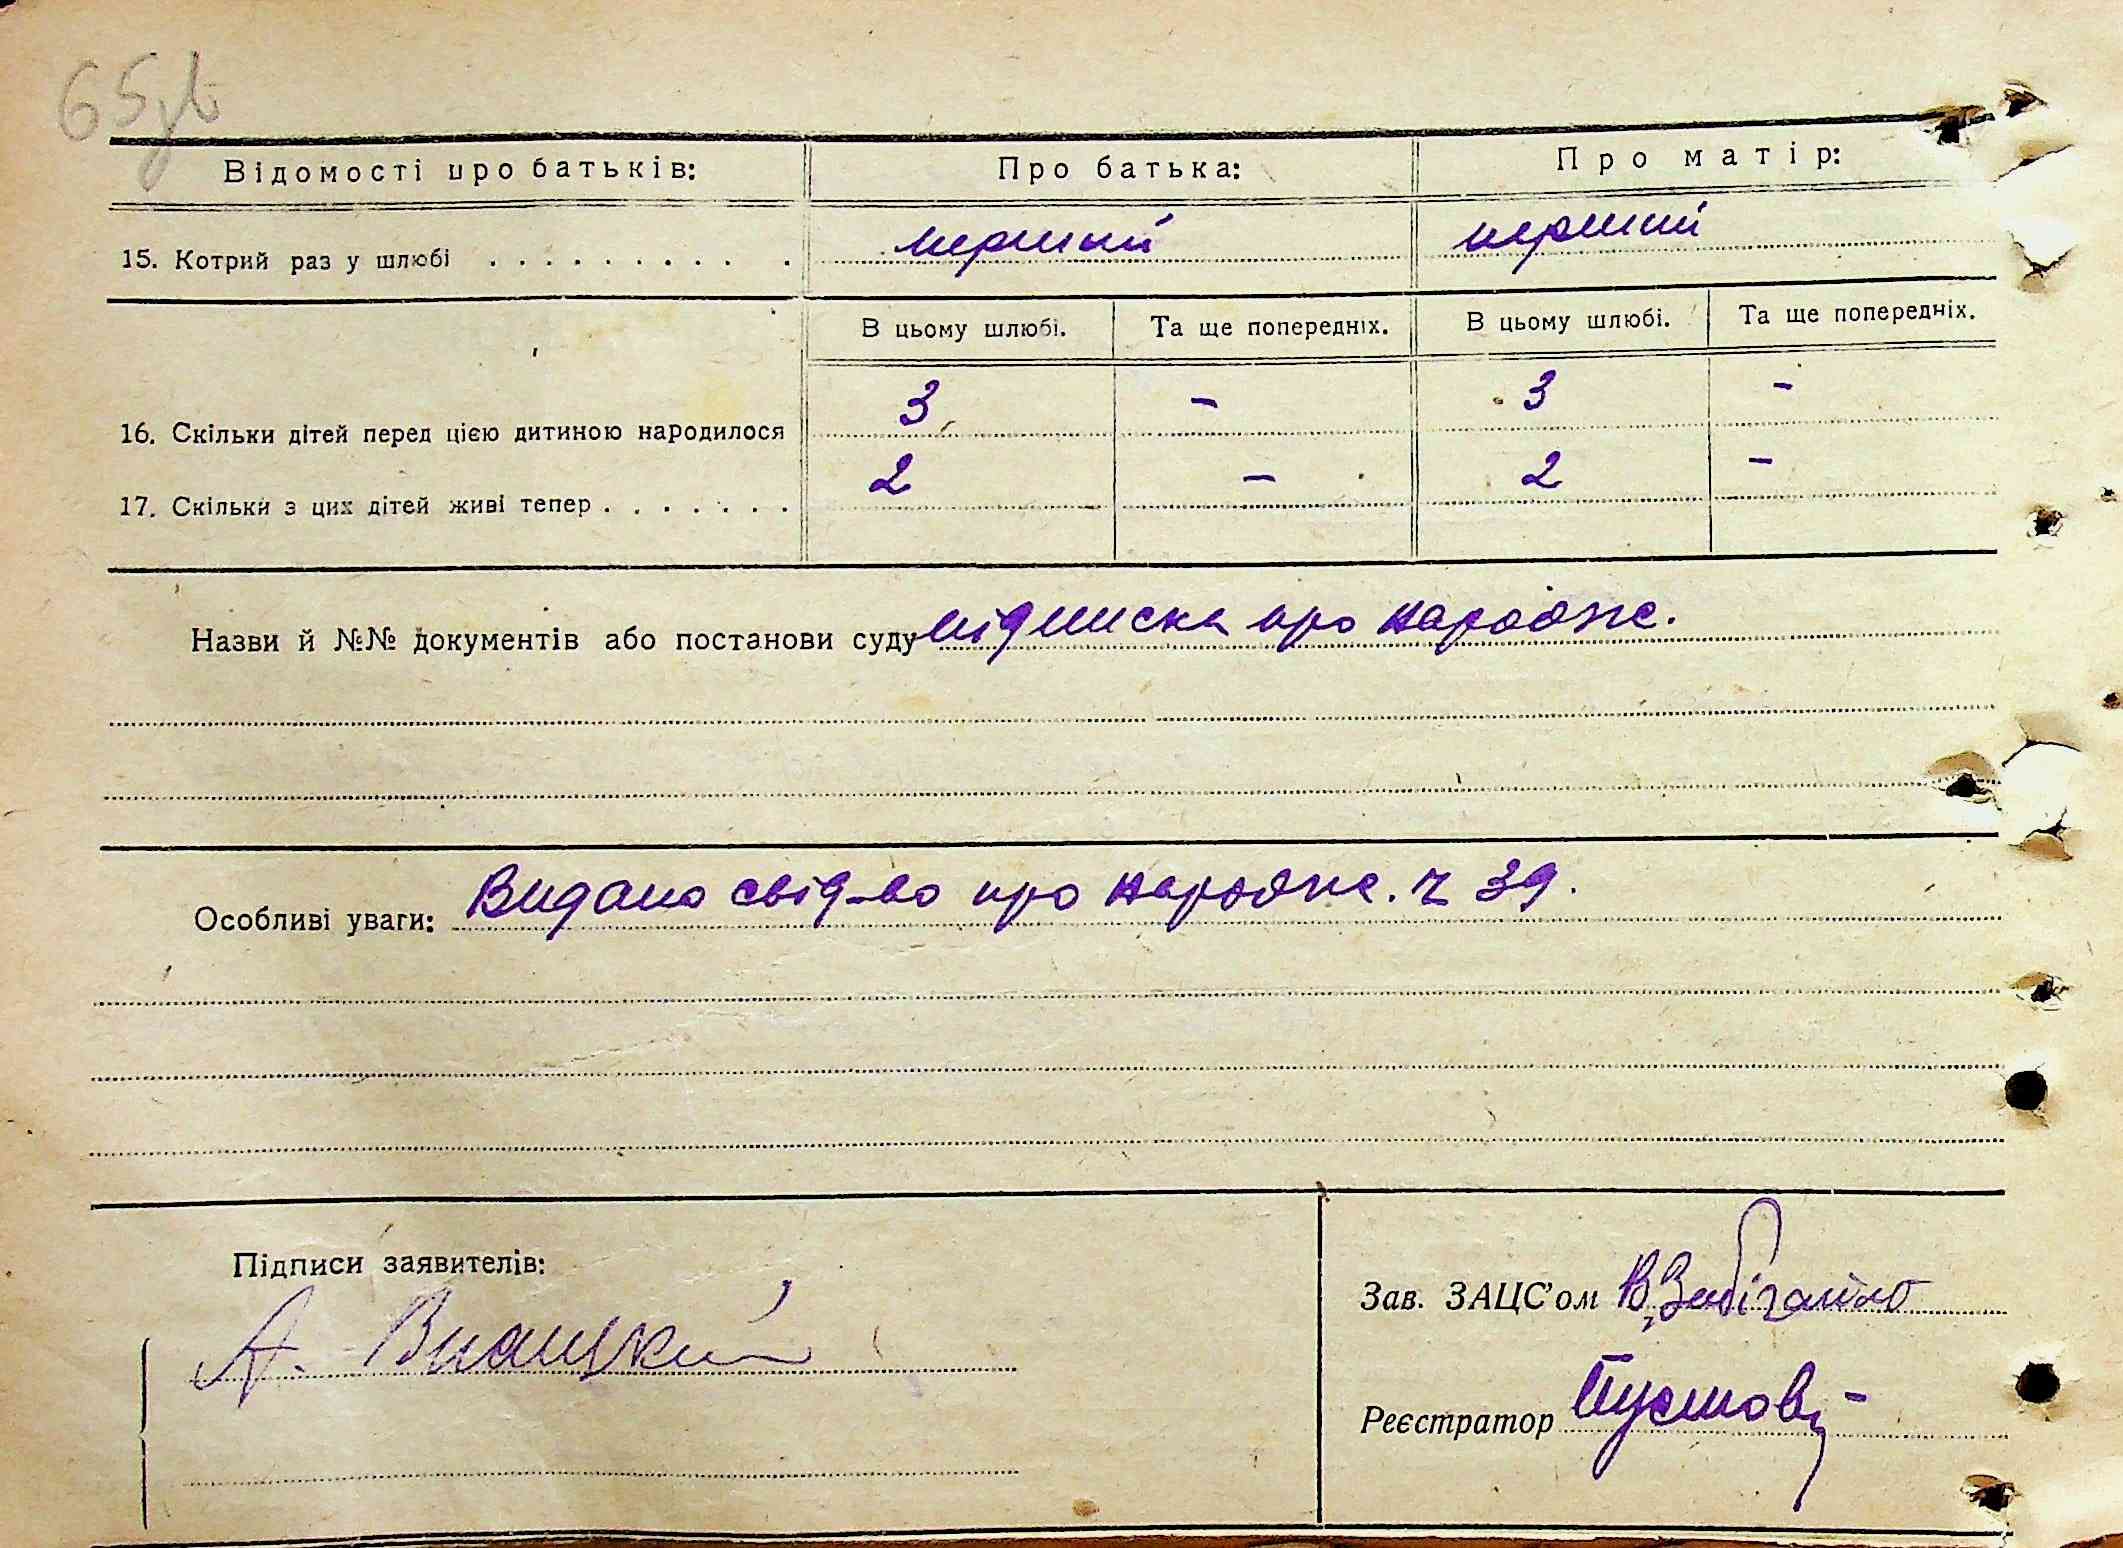 65зв
Відомості про батьків: Про батька: Про матір:
15. Котрий раз у шлюбі . . . . . . . . . . перший перший
В цьому шлюбі. Та ще попередніх. В цьому шлюбі. Та ще попередніх.
16. Скільки дітей перед цією дитиною народилося 3 - 3 -
17. Скільки з цих дітей живі тепер . . . . . . . 2 - 2 -
Назви й №№ документів або постанови суду підписка про народж.
Особливі уваги: Видано свід-во про народж. ч 39.
Підписи заявителів:
Зав. ЗАЦС'ом В. Забігайло
А.
Реєстратор